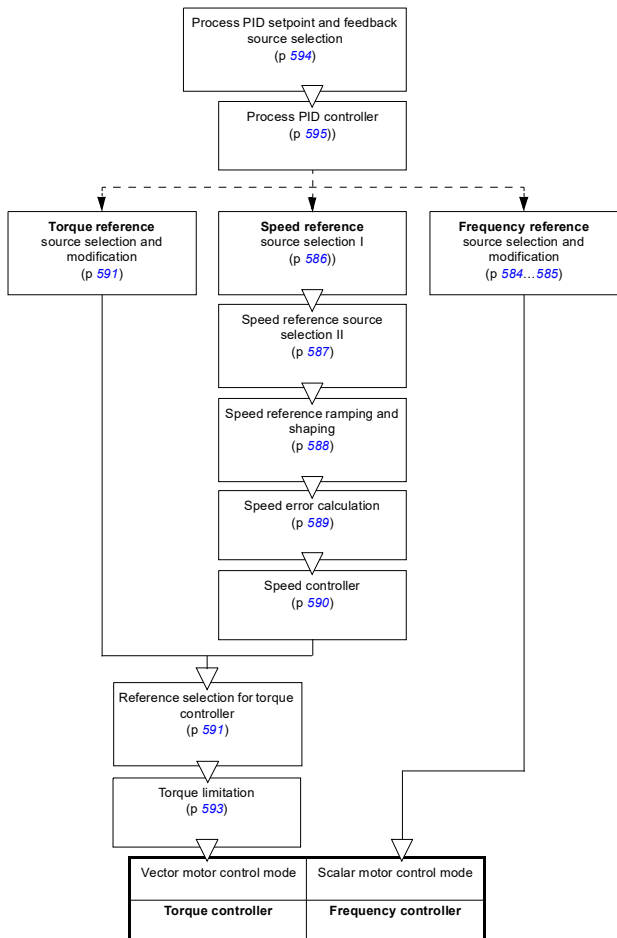 Process PID setpoint and feedback
source selection
(p 594)
Process PID controller
(p 595))
Torque reference
source selection and
modification
(p 591)
Speed reference
source selection I
(p 586))
Frequency reference
source selection and
modification
(p 584…585)
Speed reference source
selection II
(p 587)
Speed reference ramping and
shaping
(p 588)
Speed error calculation
(p 589)
Speed controller
(p 590)
Reference selection for torque
controller
(p 591)
Torque limitation
(p 593)
Vector motor control mode
Scalar motor control mode
Torque controller
Frequency controller